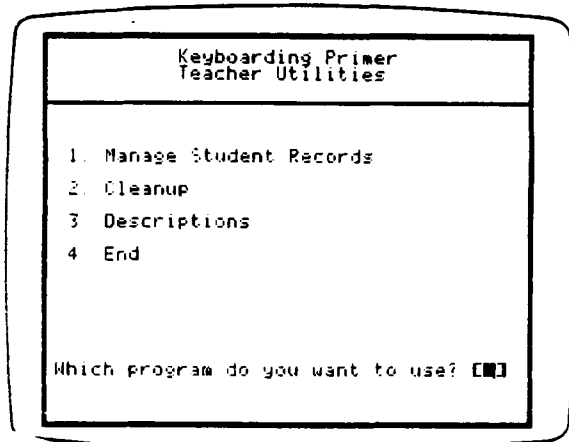 Keyboarding Primer
Teacher Utilities
1. Manage Student Records
2. Cleanup
3 Descriptions
4 End
Which program do you want to use? [█]